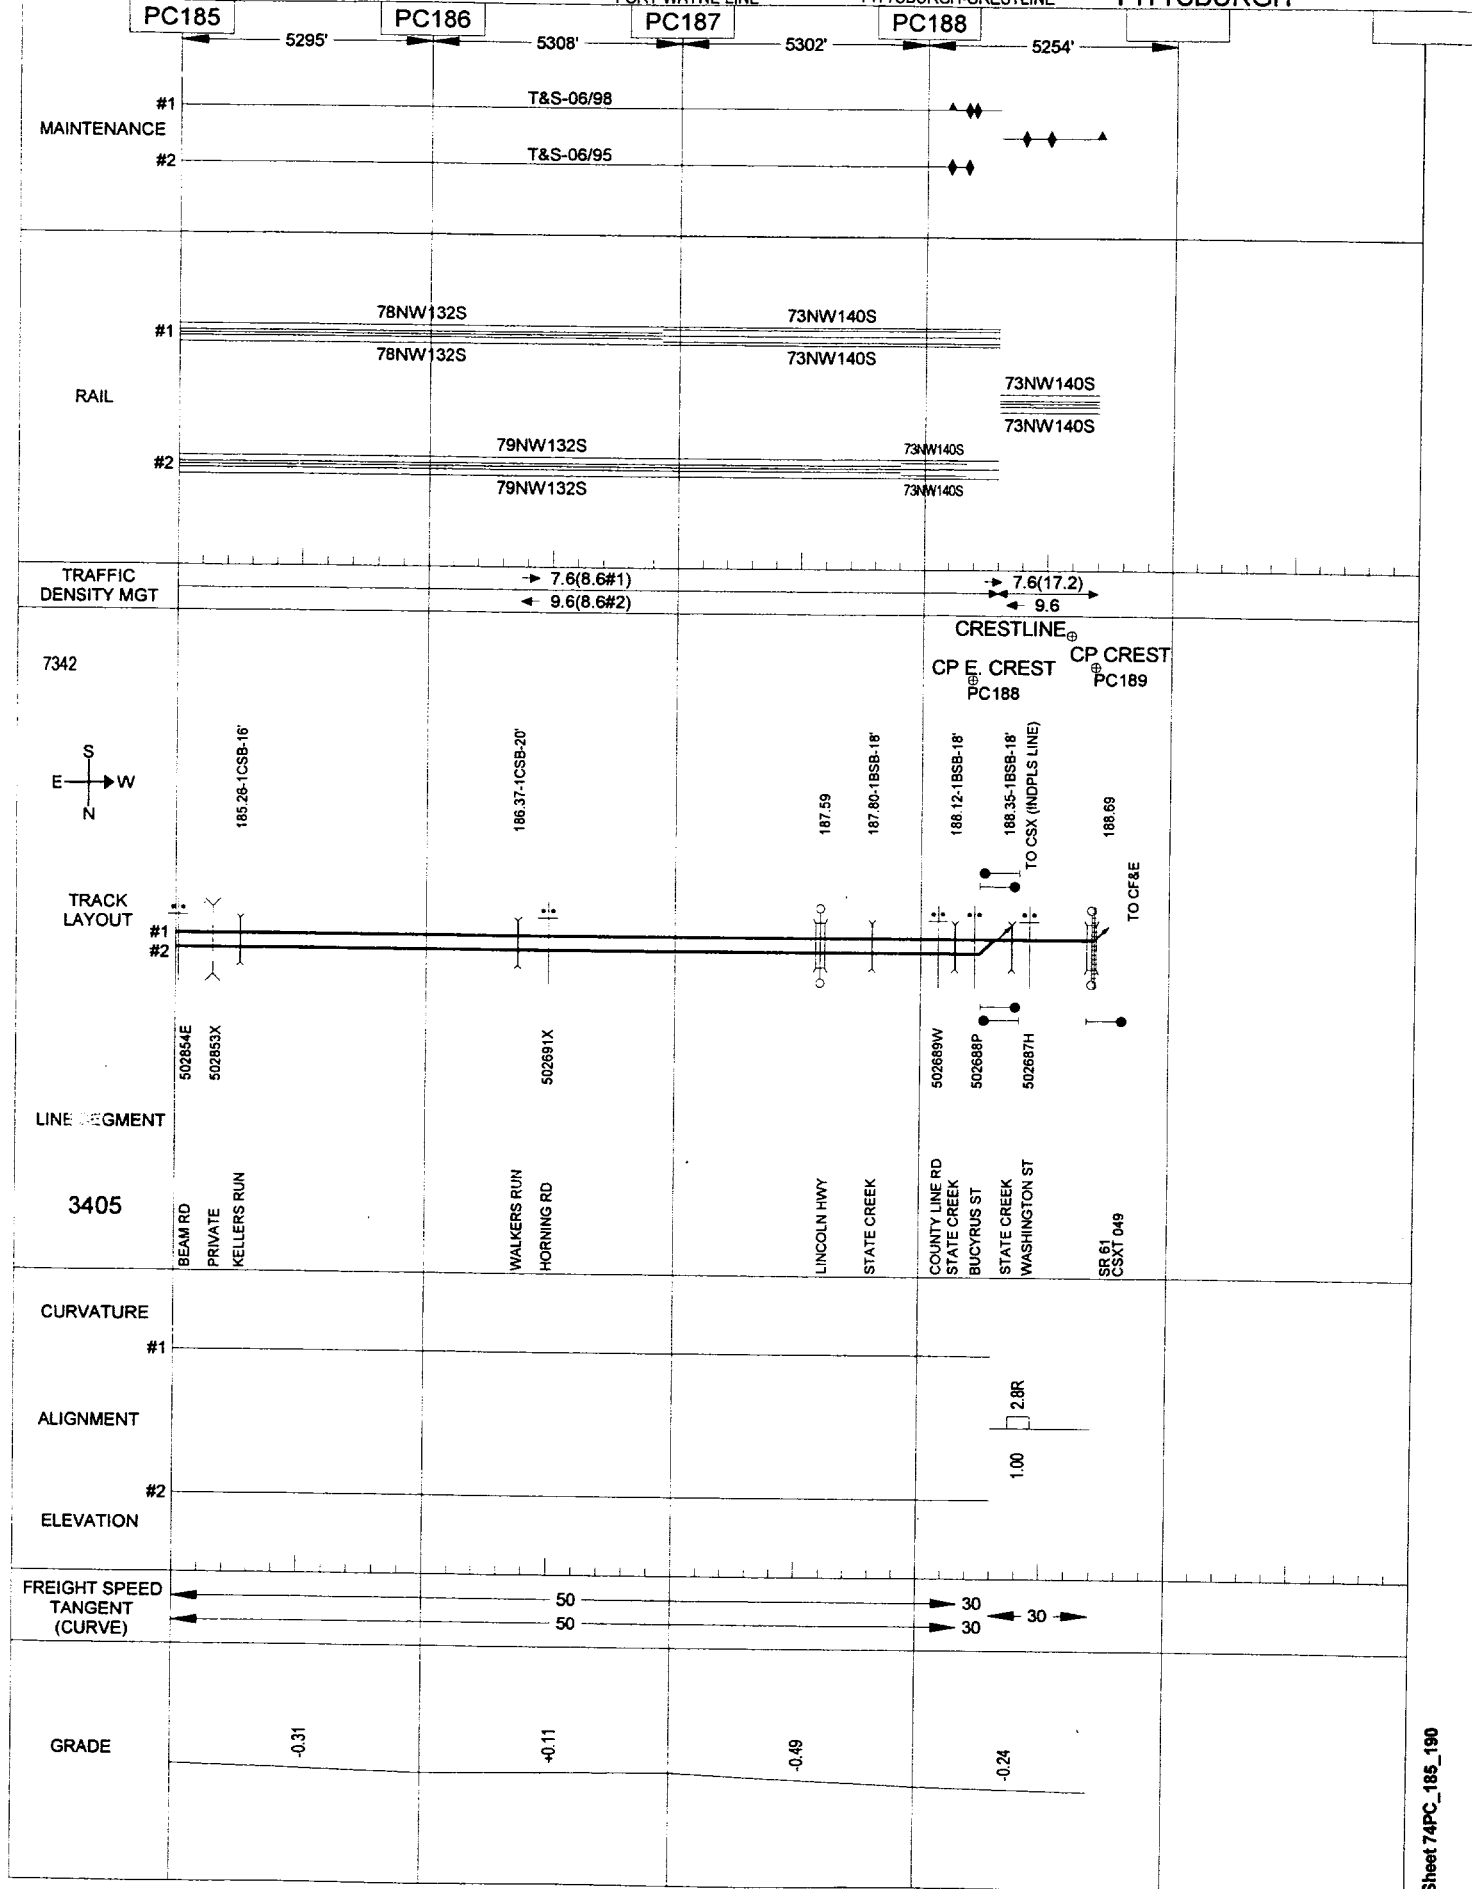 PC185 PC186 PC187 PC188
5295' 5308' 5302' 5254'
#1 T&S-06/98
MAINTENANCE
#2 T&S-06/95
78NW132S 73NW140S
#1
78NW132S 73NW140S
73NW140S
RAIL
73NW140S
79NW132S 73NW140S
#2
79NW132S 73NW140S
TRAFFIC
DENSITY MGT
7.6(8.6#1) 7.6(17.2)
9.6(8.6#2) 9.6
CRESTLINE
7342
CP E. CREST
PC188
CP CREST
PC189
S
E W
N
185.28-1CSB-16'
186.37-1CSB-20'
187.59
187.80-1BSB-18'
188.12-1BSB-18'
188.35-1BSB-18'
TO CSX (INDPLS LINE)
188.69
TO CF&E
TRACK
LAYOUT
#1
#2
502854E
502853X
502691X
502689W
502688P
502687H
LINE SEGMENT
3405
BEAM RD
PRIVATE
KELLERS RUN
WALKERS RUN
HORNING RD
LINCOLN HWY
STATE CREEK
COUNTY LINE RD
STATE CREEK
BUCYRUS ST
STATE CREEK
WASHINGTON ST
SR 61
CSXT 049
CURVATURE
#1
ALIGNMENT
2.8R
1.00
#2
ELEVATION
FREIGHT SPEED
TANGENT
(CURVE)
50 30
30
50 30
GRADE
-0.31
+0.11
-0.49
-0.24
Sheet 74PC_185_190